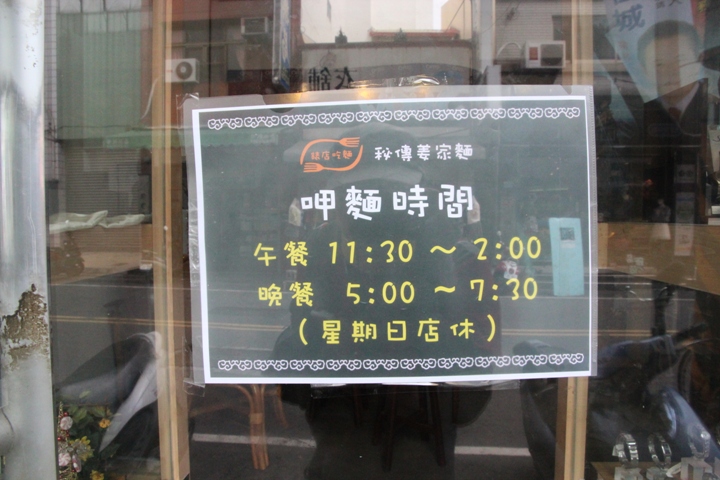 秘傳姜家麵
呷麵時間
午餐 11:30 ～ 2:00
晚餐 5:00 ～ 7:30
(星期日店休)